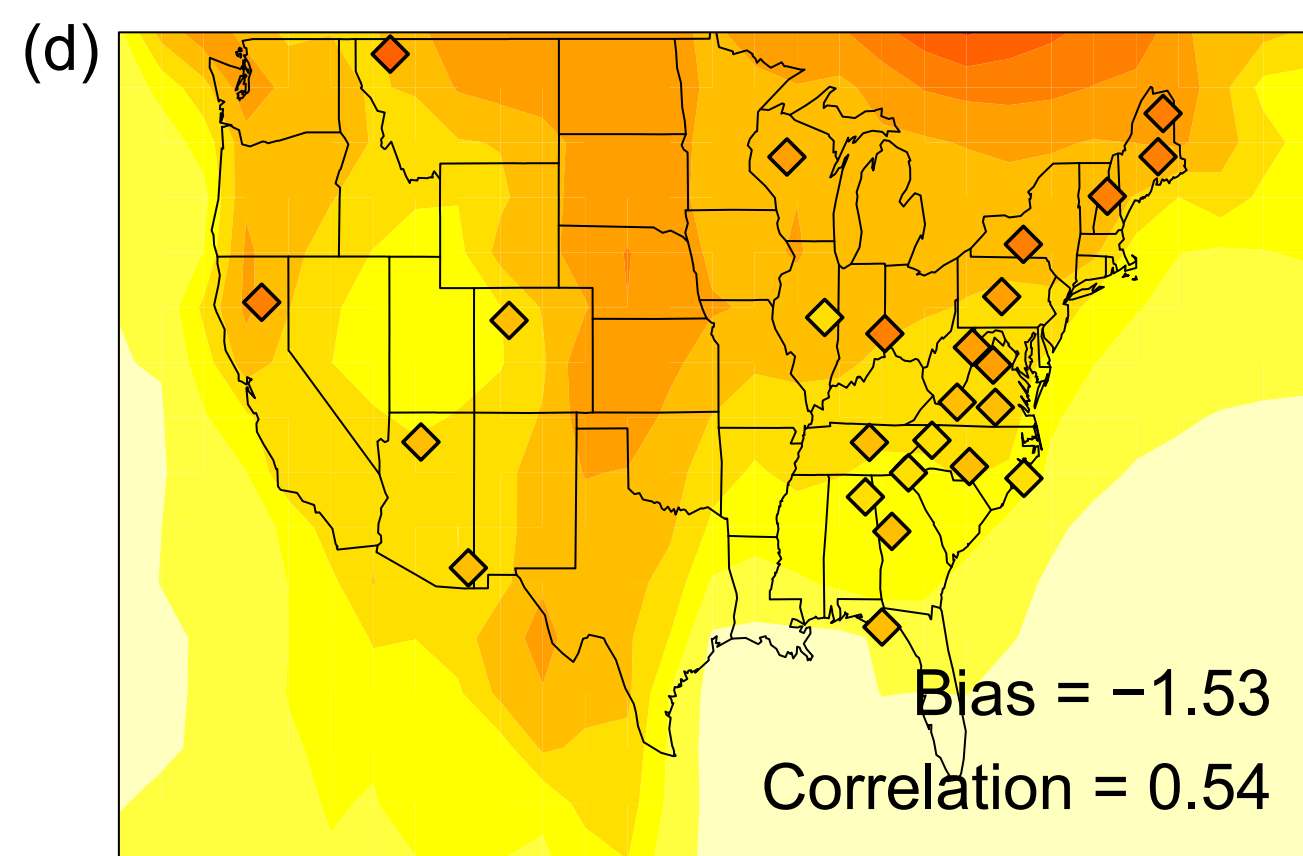 (d)
Bias = −1.53
Correlation = 0.54